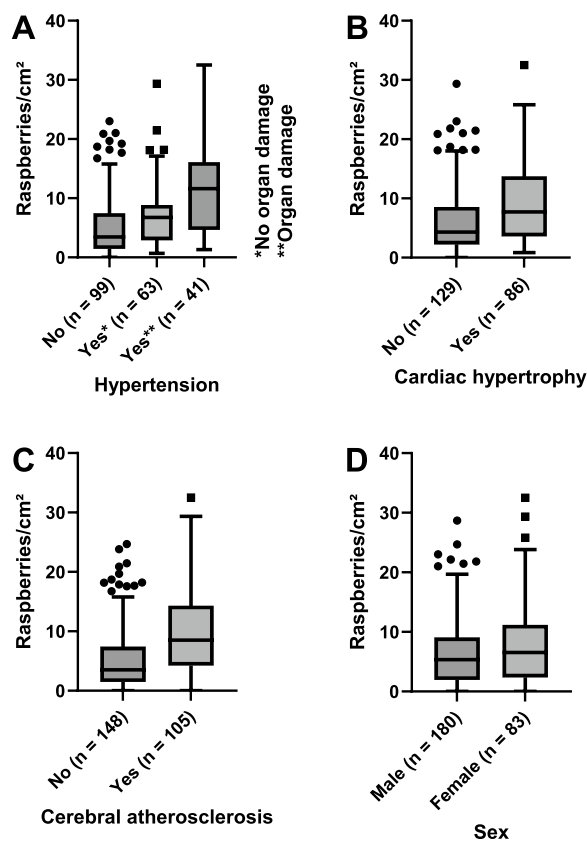 A
Raspberries/cm²
40
30
20
10
0
No (n = 99)
Yes* (n = 63)
Yes** (n = 41)
Hypertension
*No organ damage
**Organ damage
B
Raspberries/cm²
40
30
20
10
0
No (n = 129)
Yes (n = 86)
Cardiac hypertrophy
C
Raspberries/cm²
40
30
20
10
0
No (n = 148)
Yes (n = 105)
Cerebral atherosclerosis
D
Raspberries/cm²
40
30
20
10
0
Male (n = 180)
Female (n = 83)
Sex